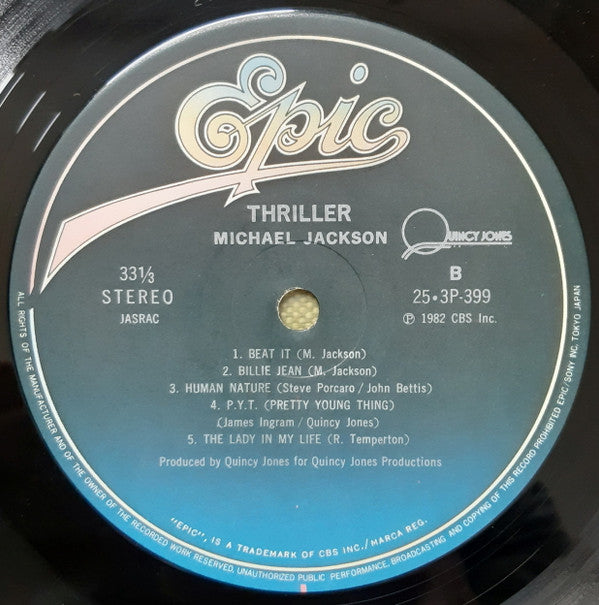 Epic
THRILLER
MICHAEL JACKSON
QUINCY JONES
33⅓
STEREO
JASRAC
B
25•3P-399
℗ 1982 CBS Inc.
1. BEAT IT (M. Jackson)
2. BILLIE JEAN (M. Jackson)
3. HUMAN NATURE (Steve Porcaro/John Bettis)
4. P.Y.T. (PRETTY YOUNG THING)
(James Ingram/Quincy Jones)
5. THE LADY IN MY LIFE (R. Temperton)
Produced by Quincy Jones for Quincy Jones Productions
"EPIC", IS A TRADEMARK OF CBS INC./MARCA REG.
ALL RIGHTS OF THE MANUFACTURER AND OF THE OWNER OF THE RECORDED WORK RESERVED. UNAUTHORIZED PUBLIC PERFORMANCE, BROADCASTING AND COPYING OF THIS RECORD PROHIBITED EPIC/SONY INC. TOKYO JAPAN